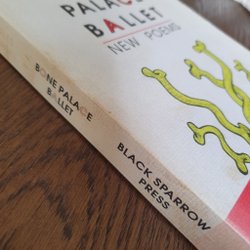 PALACE
BALLET
NEW POEMS
BONE PALACE
BALLET
BLACK SPARROW
PRESS